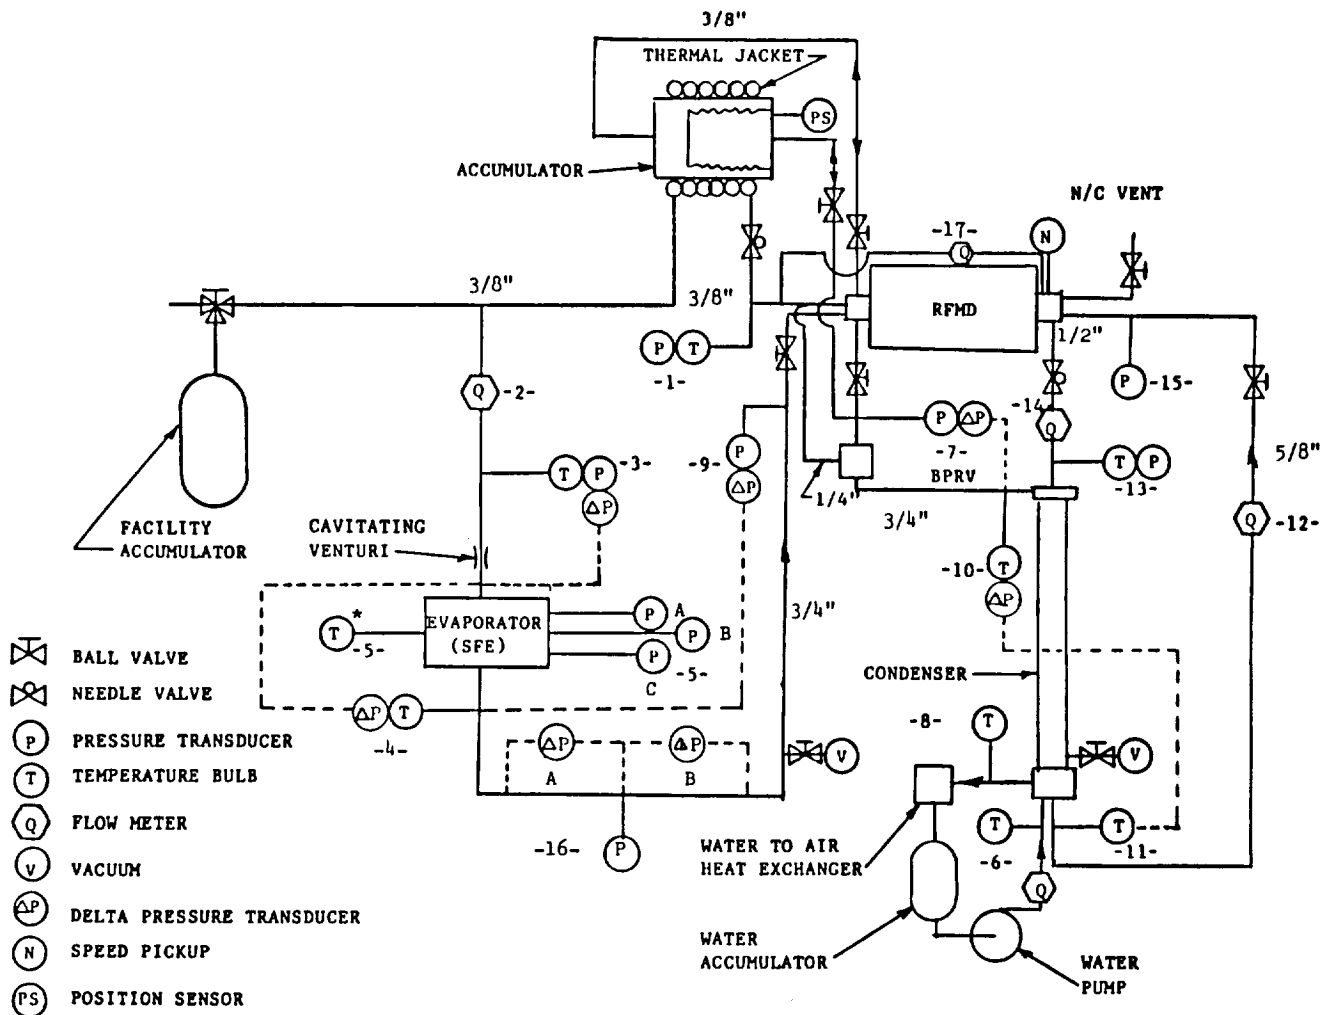 3/8"
THERMAL JACKET
PS
ACCUMULATOR
N/C VENT
-17-
N
Q
3/8"
3/8"
RFMD
1/2"
P T
-1-
Q -2-
P -15-
-14-
Q
P ΔP
-7-
T P -3-
ΔP
-9- P
ΔP
1/4"
BPRV
T P
-13-
5/8"
3/4"
Q -12-
FACILITY
ACCUMULATOR
CAVITATING
VENTURI
-10- T
ΔP
3/4"
EVAPORATOR
(SFE)
T *
-5-
P A
P B
P -5-
C
BALL VALVE
NEEDLE VALVE
P PRESSURE TRANSDUCER
T TEMPERATURE BULB
Q FLOW METER
V VACUUM
ΔP DELTA PRESSURE TRANSDUCER
N SPEED PICKUP
PS POSITION SENSOR
CONDENSER
ΔP T
-4-
-8- T
ΔP ΔP
A B
V
V
-16- P
WATER TO AIR
HEAT EXCHANGER
T T
-6- -11-
Q
WATER
ACCUMULATOR
WATER
PUMP